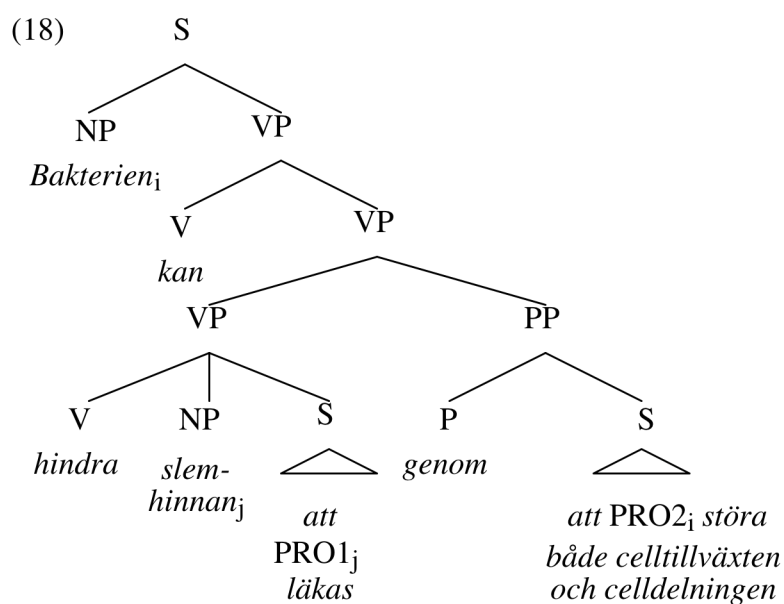 (18) S
NP VP
Bakterienᵢ
V VP
kan
VP PP
V NP S P S
hindra slem- genom
hinnanⱼ
att att PRO2ᵢ störa
PRO1ⱼ både celltillväxten
läkas och celldelningen